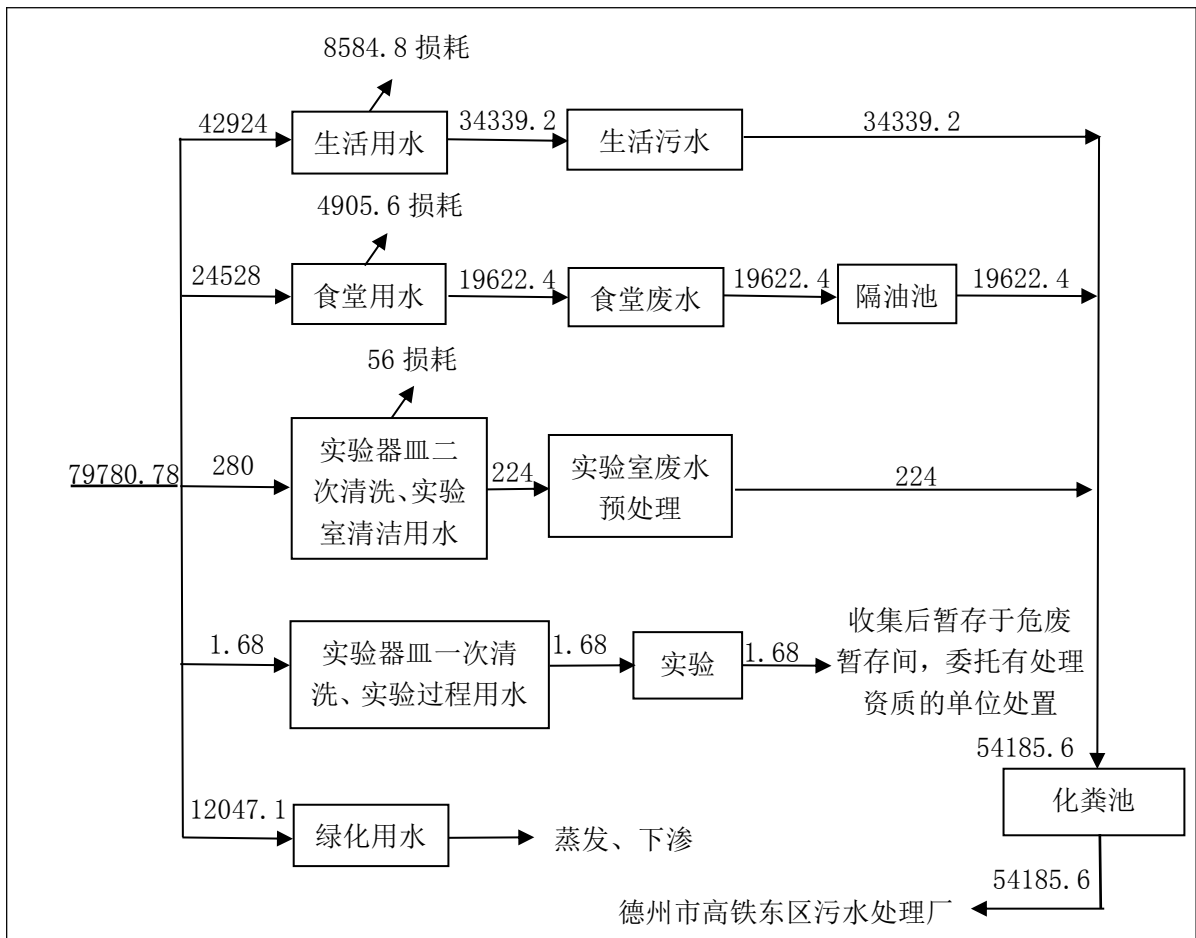 8584.8 损耗
42924
生活用水
34339.2
生活污水
34339.2
4905.6 损耗
24528
食堂用水
19622.4
食堂废水
19622.4
隔油池
19622.4
56 损耗
79780.78
280
实验器皿二
次清洗、实验
室清洁用水
224
实验室废水
预处理
224
1.68
实验器皿一次清
洗、实验过程用水
1.68
实验
1.68
收集后暂存于危废
暂存间，委托有处理
资质的单位处置
54185.6
化粪池
12047.1
绿化用水
蒸发、下渗
54185.6
德州市高铁东区污水处理厂